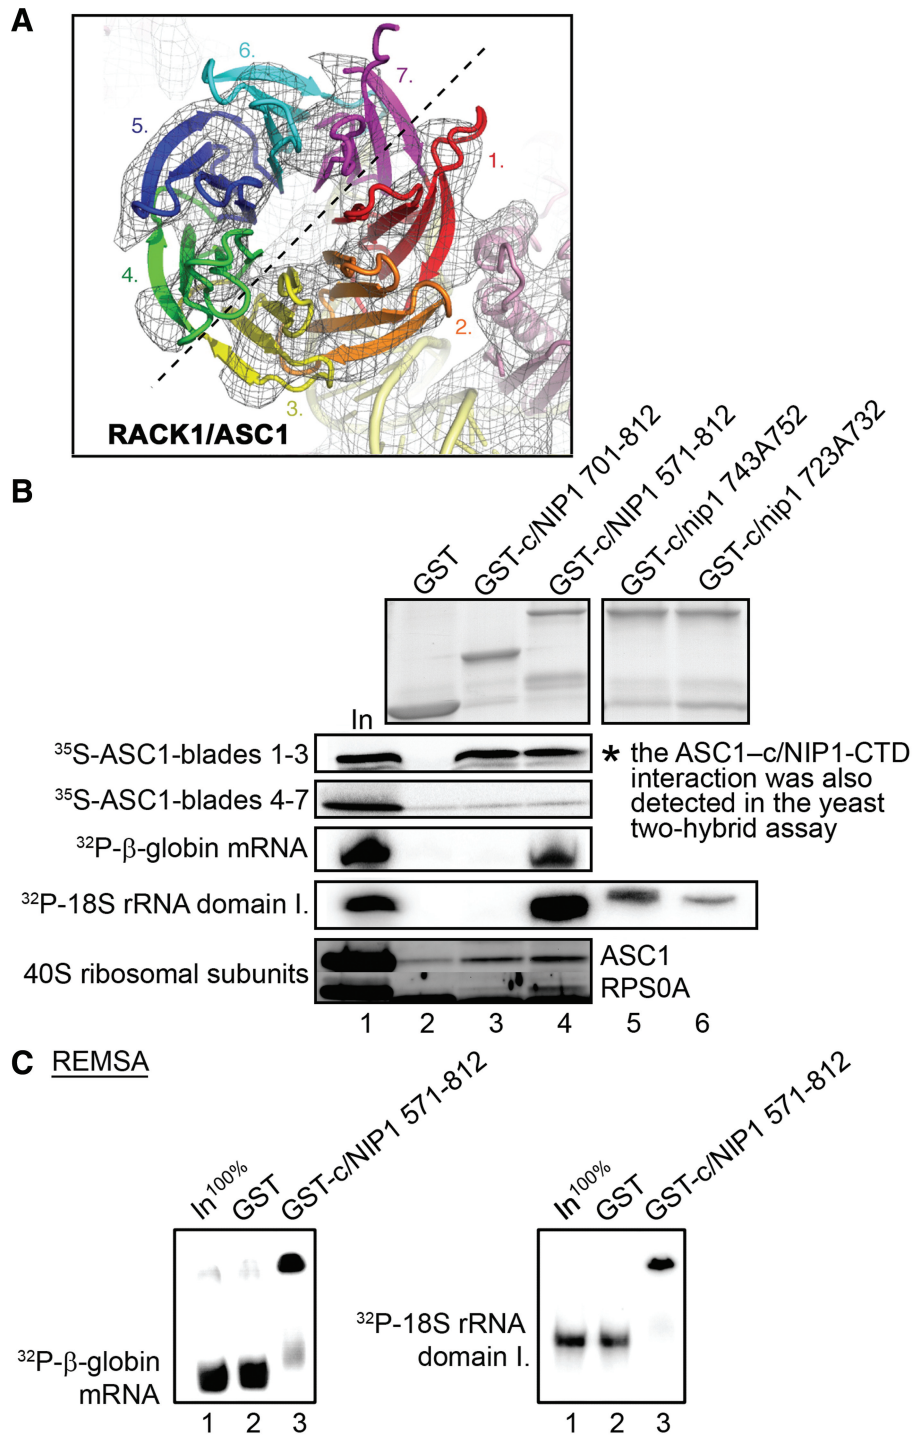 A
6.
7.
5.
1.
4.
2.
3.
RACK1/ASC1
B
GST
GST-c/NIP1 701-812
GST-c/NIP1 571-812
GST-c/nip1 743A752
GST-c/nip1 723A732
In
35S-ASC1-blades 1-3
* the ASC1–c/NIP1-CTD
interaction was also
detected in the yeast
two-hybrid assay
35S-ASC1-blades 4-7
32P-β-globin mRNA
32P-18S rRNA domain I.
40S ribosomal subunits
ASC1
RPS0A
1 2 3 4 5 6
C REMSA
In100%
GST
GST-c/NIP1 571-812
32P-β-globin
mRNA
1 2 3
In100%
GST
GST-c/NIP1 571-812
32P-18S rRNA
domain I.
1 2 3